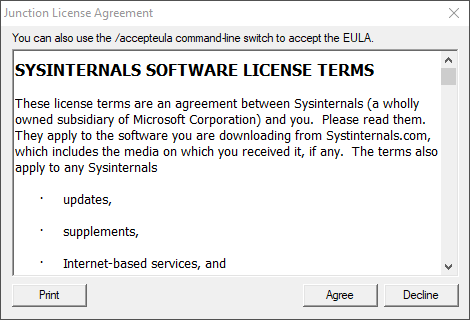 Junction License Agreement
You can also use the /accepteula command-line switch to accept the EULA.
SYSINTERNALS SOFTWARE LICENSE TERMS
These license terms are an agreement between Sysinternals (a wholly
owned subsidiary of Microsoft Corporation) and you.  Please read them.
They apply to the software you are downloading from Systinternals.com,
which includes the media on which you received it, if any.  The terms also
apply to any Sysinternals
· updates,
· supplements,
· Internet-based services, and
Print Agree Decline